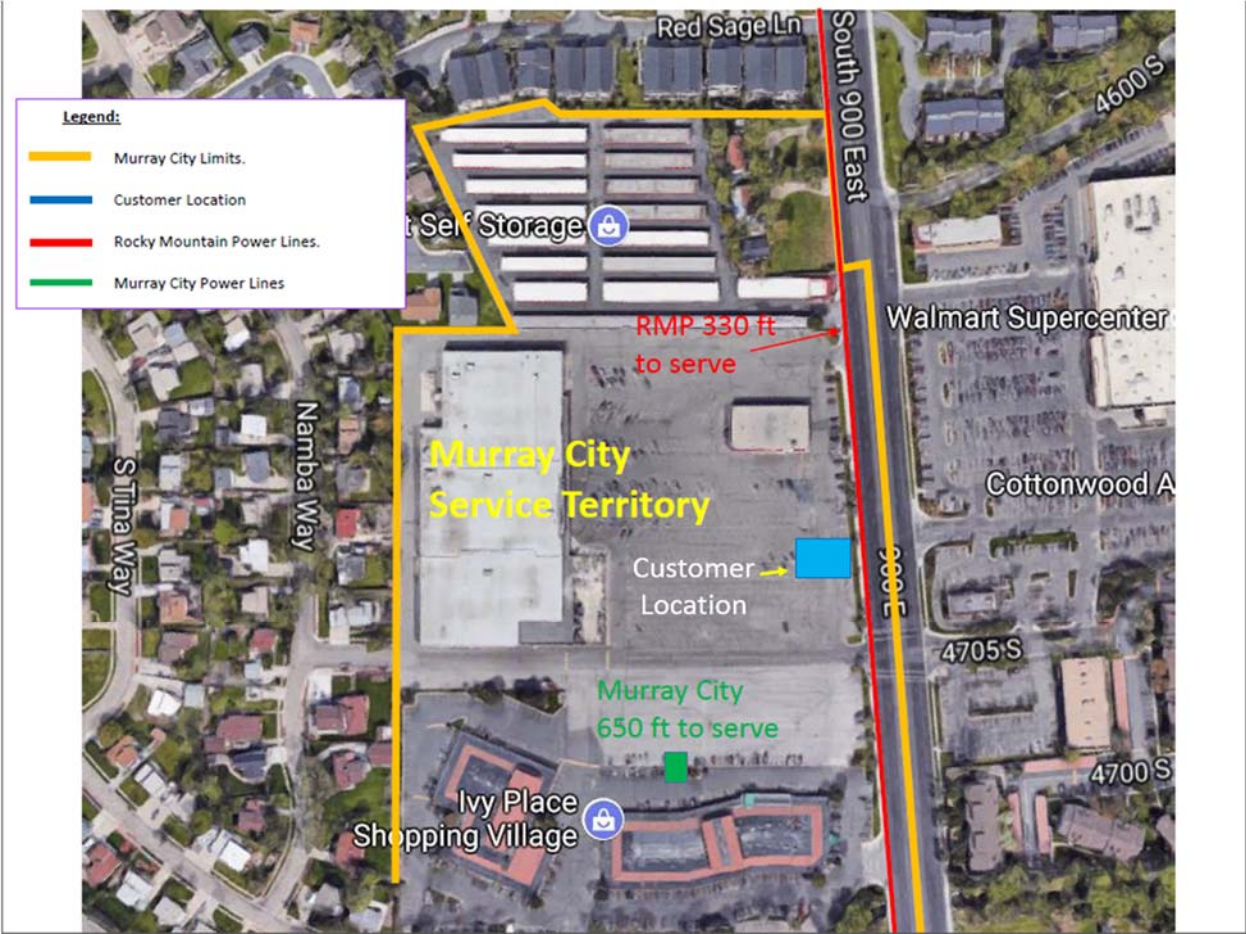 Red Sage Ln
South 900 East
4600 S
Legend:
Murray City Limits.
Customer Location
Rocky Mountain Power Lines.
Murray City Power Lines
t Self Storage
RMP 330 ft
to serve
Walmart Supercenter
Murray City
Service Territory
Namba Way
S Tina Way
Cottonwood A
Customer
Location
900 E
4705 S
Murray City
650 ft to serve
4700 S
Ivy Place
Shopping Village